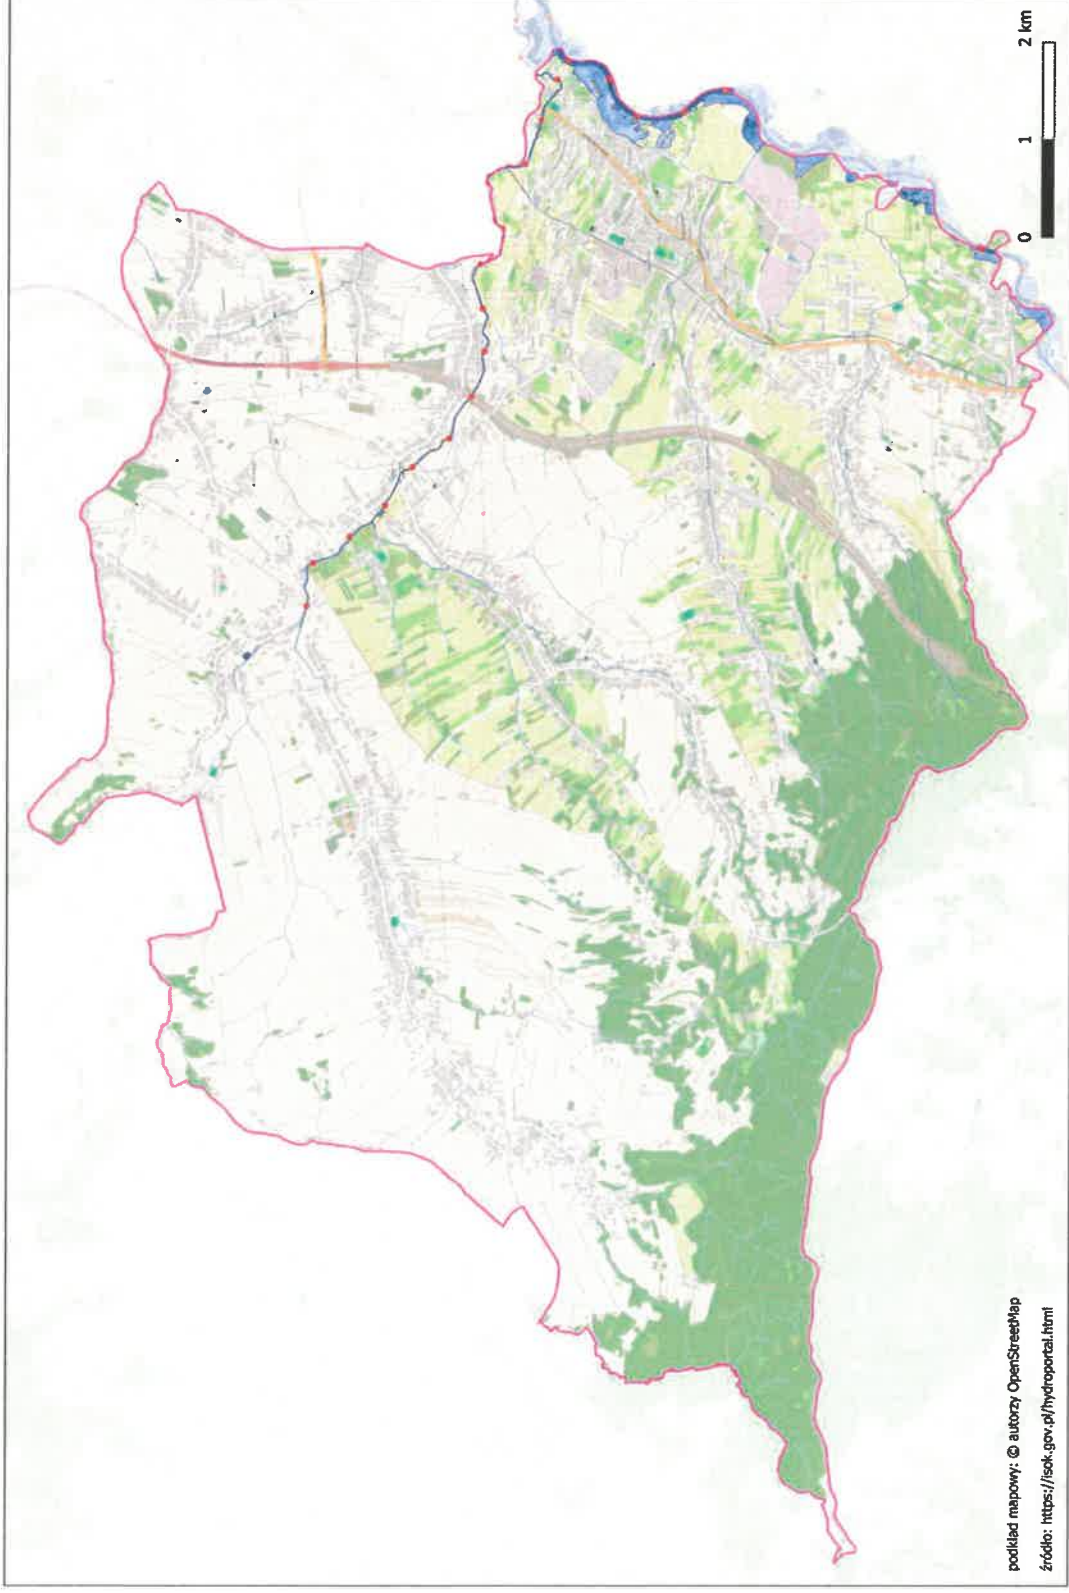 podkład mapowy: © autorzy OpenStreetMap
źródło: https://isok.gov.pl/hydroportal.html
0 1 2 km